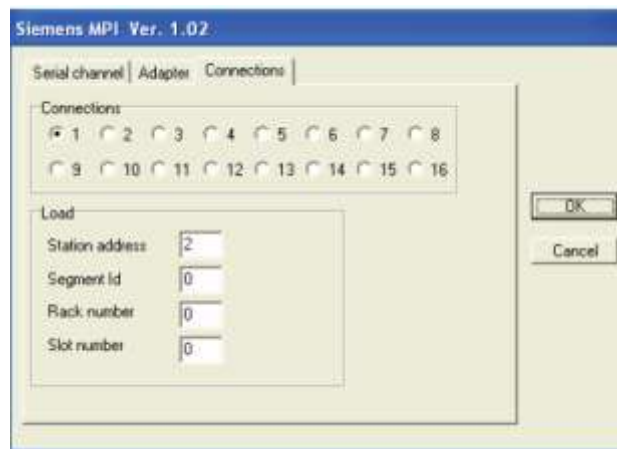 Siemens MPI Ver. 1.02
Serial channel Adapter Connections
Connections
1 2 3 4 5 6 7 8
9 10 11 12 13 14 15 16
Load
Station address 2
Segment Id 0
Rack number 0
Slot number 0
OK
Cancel